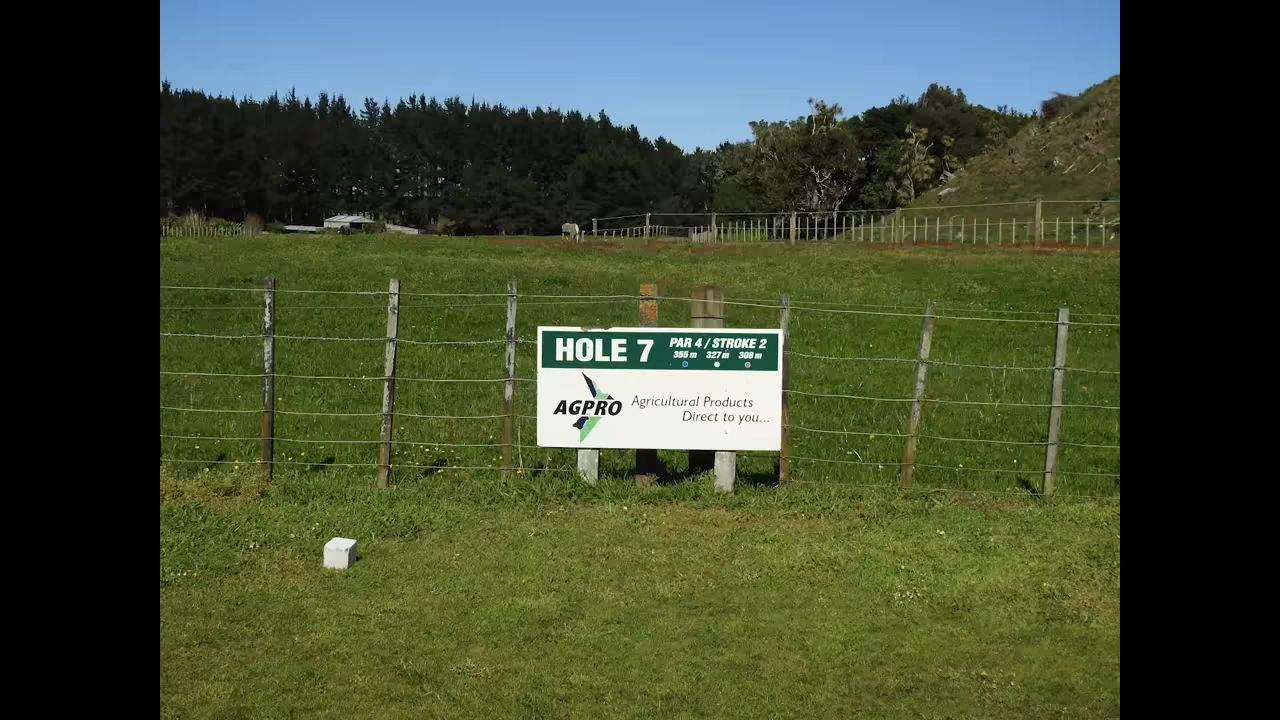 HOLE 7
PAR 4 / STROKE 2
355 m 327 m 308 m
AGPRO
Agricultural Products
Direct to you...